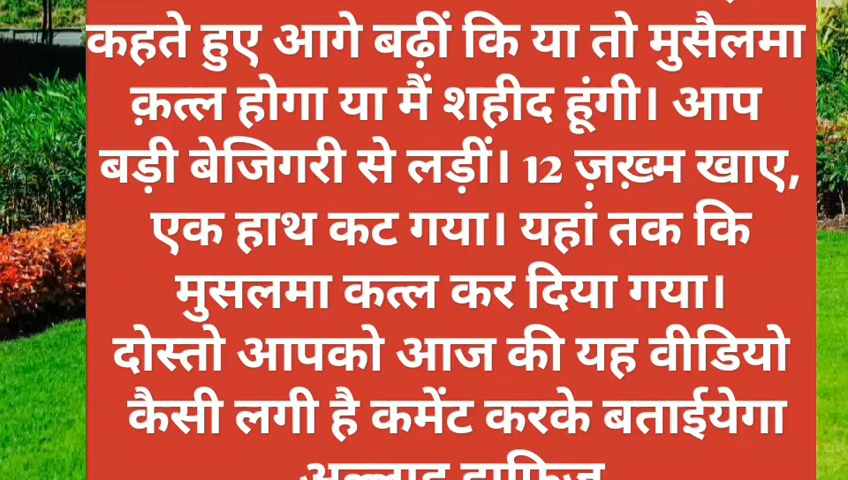 कहते हुए आगे बढ़ीं कि या तो मुसैलमा
क़त्ल होगा या मैं शहीद हूंगी। आप
बड़ी बेजिगरी से लड़ीं। 12 ज़ख़्म खाए,
एक हाथ कट गया। यहां तक कि
मुसलमा कत्ल कर दिया गया।
दोस्तो आपको आज की यह वीडियो
कैसी लगी है कमेंट करके बताईयेगा
अल्लाह हाफिज